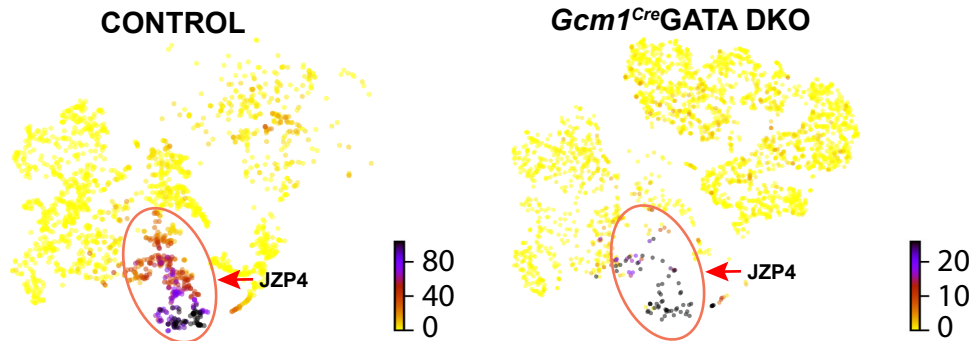 CONTROL
Gcm1CreGATA DKO
JZP4
80
40
0
JZP4
20
10
0